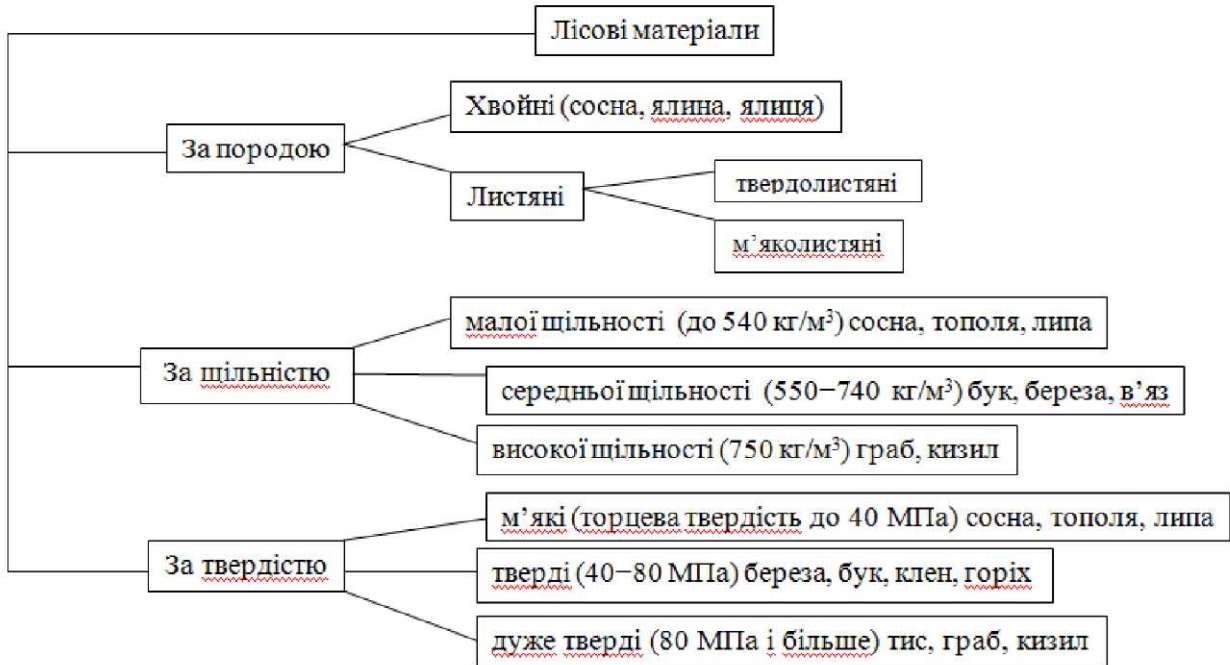 Лісові матеріали
Хвойні (сосна, ялина, ялиця)
За породою
Листяні
твердолистяні
м’яколистяні
малої щільності (до 540 кг/м³) сосна, тополя, липа
За щільністю
середньої щільності (550−740 кг/м³) бук, береза, в’яз
високої щільності (750 кг/м³) граб, кизил
м’які (торцева твердість до 40 МПа) сосна, тополя, липа
За твердістю
тверді (40−80 МПа) береза, бук, клен, горіх
дуже тверді (80 МПа і більше) тис, граб, кизил